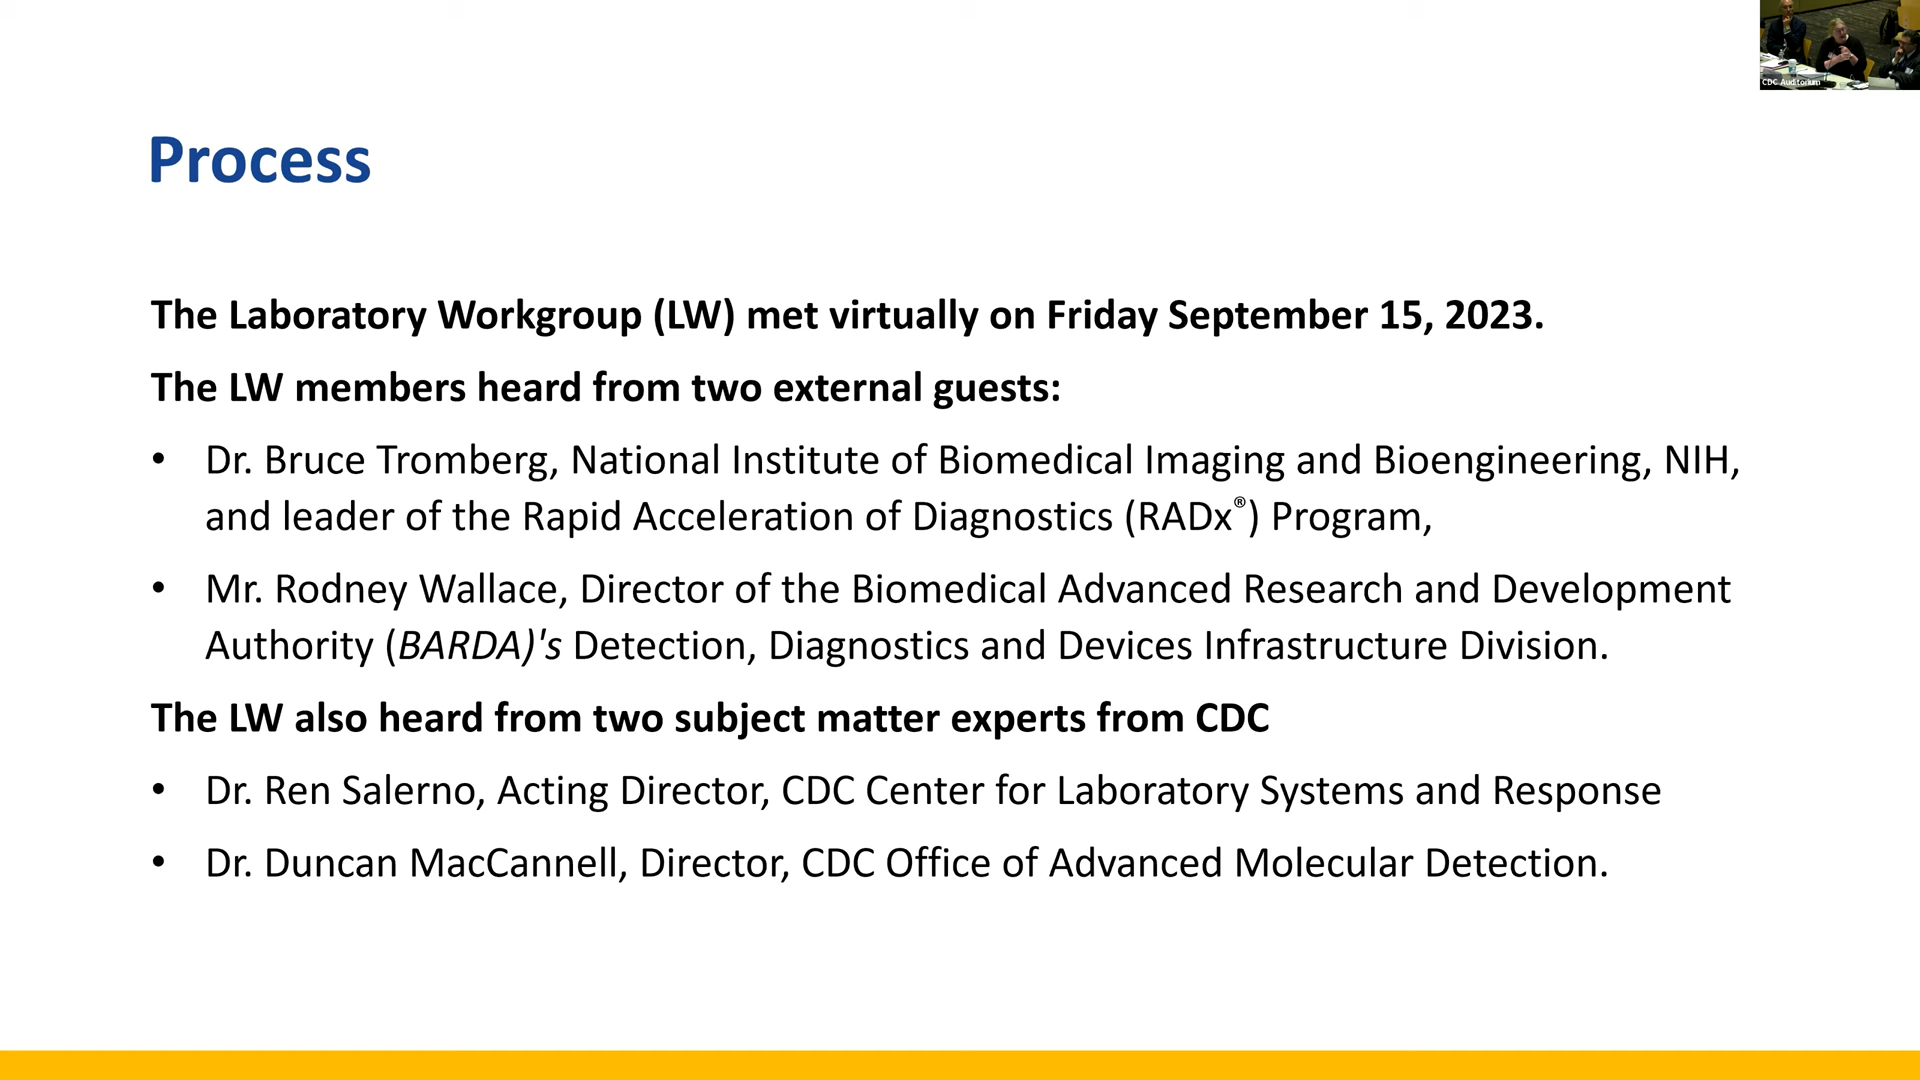 CDC Auditorium
Process
The Laboratory Workgroup (LW) met virtually on Friday September 15, 2023.
The LW members heard from two external guests:
• Dr. Bruce Tromberg, National Institute of Biomedical Imaging and Bioengineering, NIH,
and leader of the Rapid Acceleration of Diagnostics (RADx®) Program,
• Mr. Rodney Wallace, Director of the Biomedical Advanced Research and Development
Authority (BARDA)'s Detection, Diagnostics and Devices Infrastructure Division.
The LW also heard from two subject matter experts from CDC
• Dr. Ren Salerno, Acting Director, CDC Center for Laboratory Systems and Response
• Dr. Duncan MacCannell, Director, CDC Office of Advanced Molecular Detection.